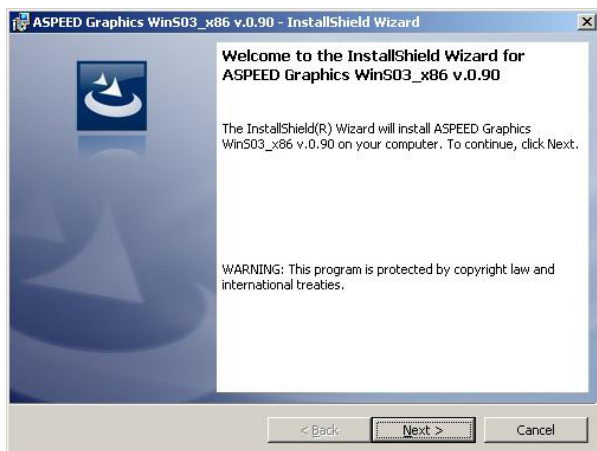 ASPEED Graphics WinS03_x86 v.0.90 - InstallShield Wizard
Welcome to the InstallShield Wizard for
ASPEED Graphics WinS03_x86 v.0.90
The InstallShield(R) Wizard will install ASPEED Graphics
WinS03_x86 v.0.90 on your computer. To continue, click Next.
WARNING: This program is protected by copyright law and
international treaties.
< Back Next > Cancel